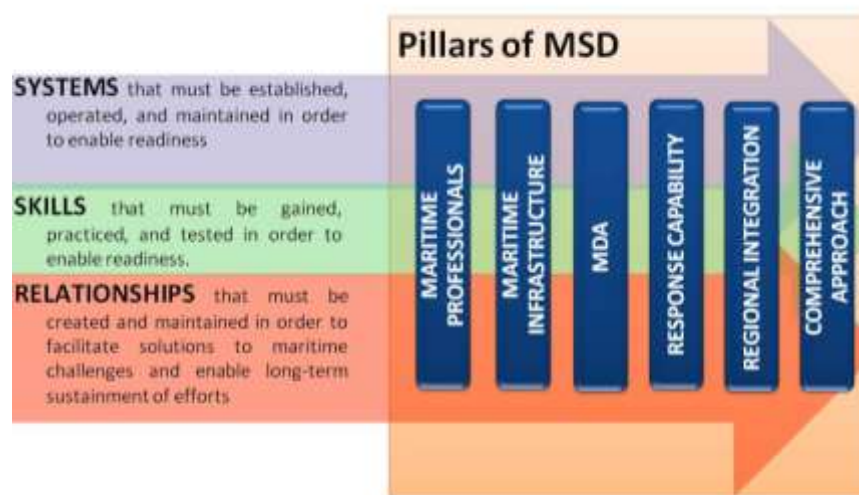 Pillars of MSD
SYSTEMS that must be established,
operated, and maintained in order
to enable readiness
SKILLS that must be gained,
practiced, and tested in order to
enable readiness.
RELATIONSHIPS that must be
created and maintained in order to
facilitate solutions to maritime
challenges and enable long-term
sustainment of efforts
MARITIME
PROFESSIONALS
MARITIME
INFRASTRUCTURE
MDA
RESPONSE CAPABILITY
REGIONAL INTEGRATION
COMPREHENSIVE
APPROACH